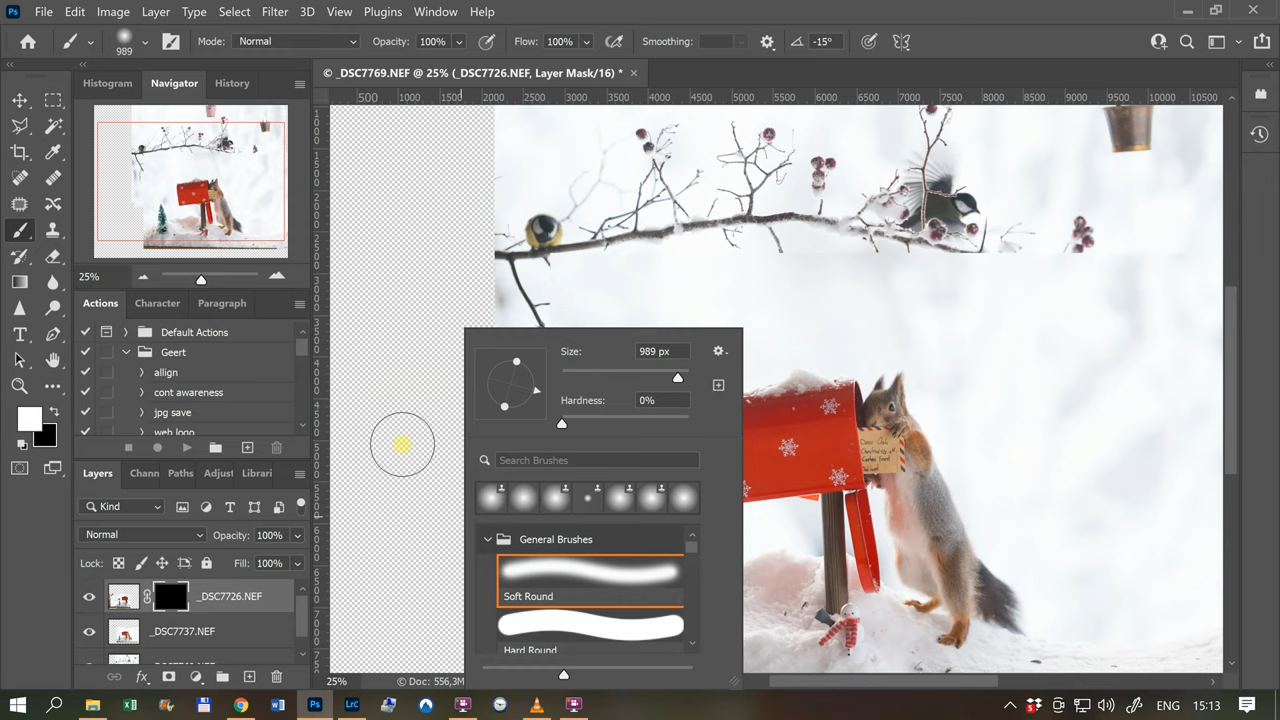 Ps File Edit Image Layer Type Select Filter 3D View Plugins Window Help
989 Mode: Normal Opacity: 100% Flow: 100% Smoothing: -15°
Histogram Navigator History
© _DSC7769.NEF @ 25% (_DSC7726.NEF, Layer Mask/16) * ×
500 1000 1500 2000 2500 3000 3500 4000 4500 5000 5500 6000 6500 7000 7500 8000 8500 9000 9500 10000 10500
25%
Actions Character Paragraph
Default Actions
Geert
allign
cont awareness
jpg save
web logo
Layers Chann Paths Adjust Librari
Kind
Normal Opacity: 100%
Lock: Fill: 100%
_DSC7726.NEF
_DSC7737.NEF
Size: 989 px
Hardness: 0%
Search Brushes
General Brushes
Soft Round
Hard Round
25% © Doc: 556,3M
Ps LrC ENG 15:13